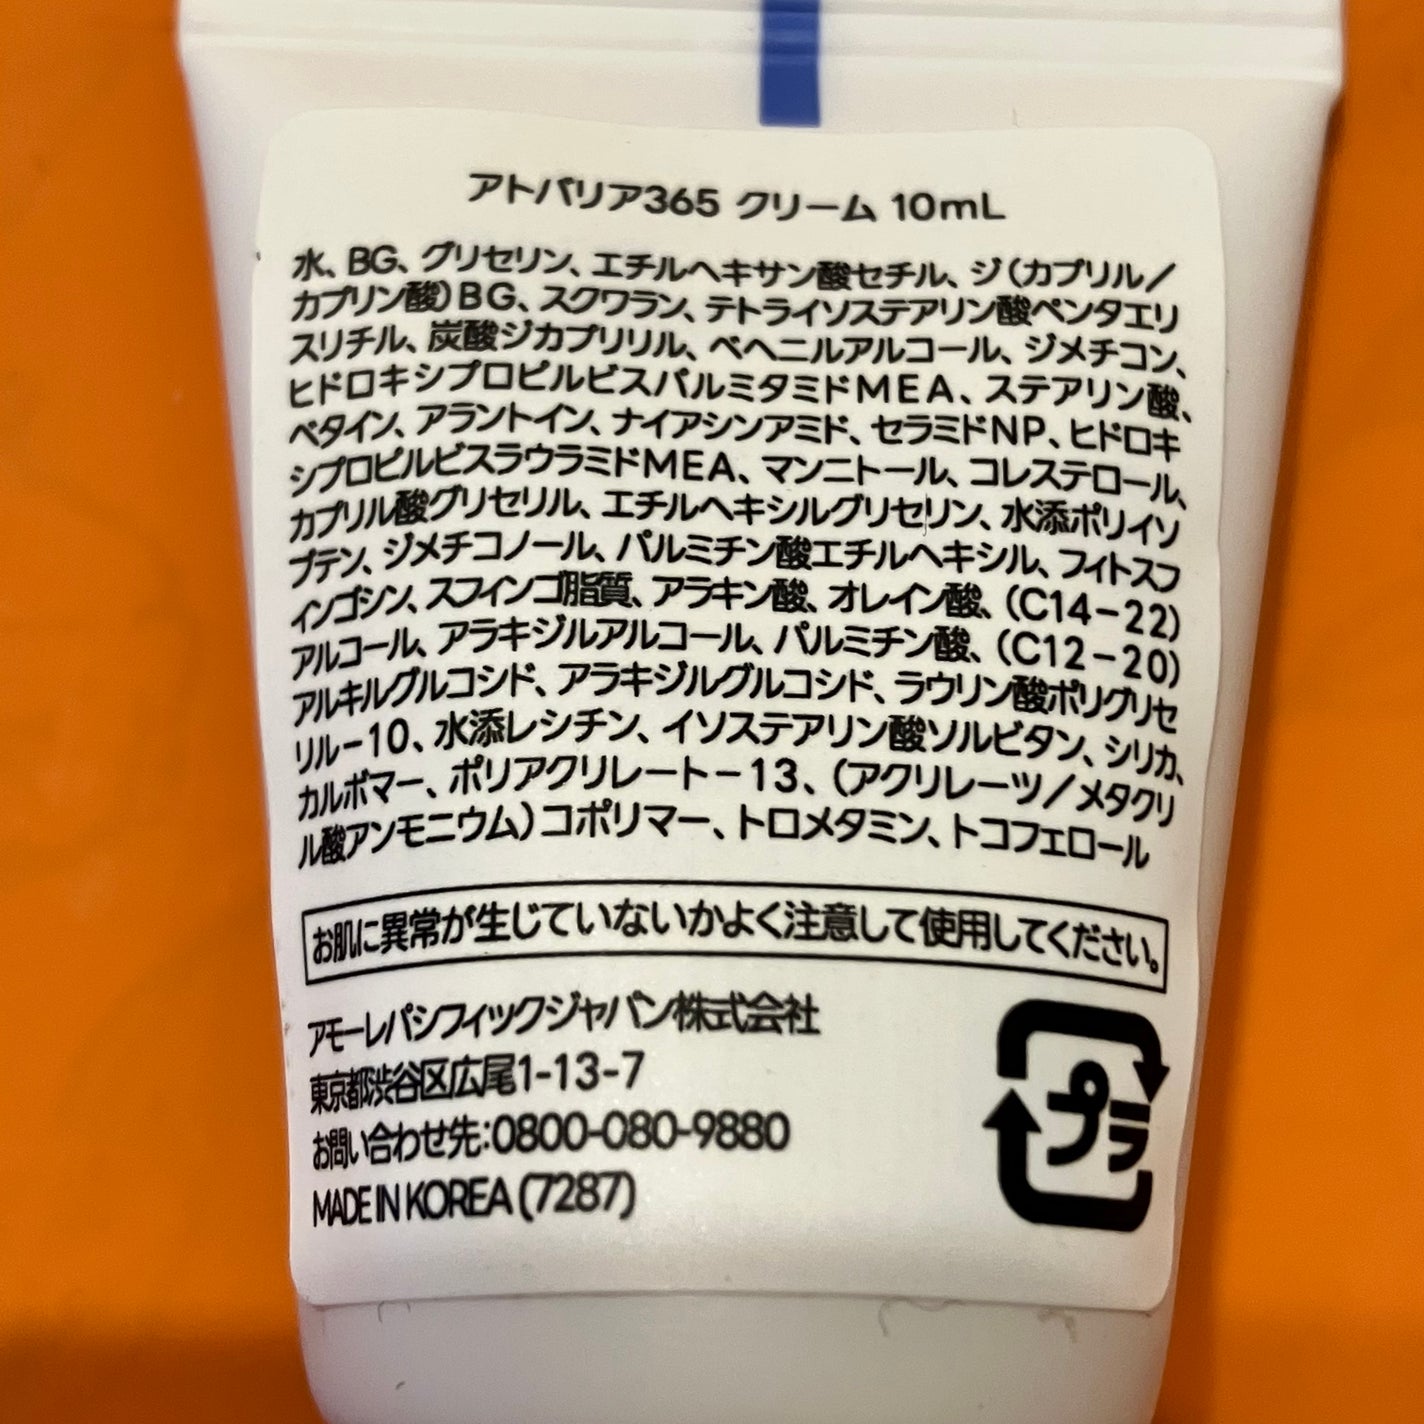 アトバリア365 クリーム 10mL
水、BG、グリセリン、エチルヘキサン酸セチル、ジ(カプリル/
カプリン酸)BG、スクワラン、テトライソステアリン酸ペンタエリ
スリチル、炭酸ジカプリリル、ベヘニルアルコール、ジメチコン、
ヒドロキシプロピルビスパルミタミドMEA、ステアリン酸、
ベタイン、アラントイン、ナイアシンアミド、セラミドNP、ヒドロキ
シプロピルビスラウラミドMEA、マンニトール、コレステロール、
カプリル酸グリセリル、エチルヘキシルグリセリン、水添ポリイソ
ブテン、ジメチコノール、パルミチン酸エチルヘキシル、フィトスフ
ィンゴシン、スフィンゴ脂質、アラキン酸、オレイン酸、(C14-22)
アルコール、アラキジルアルコール、パルミチン酸、(C12-20)
アルキルグルコシド、アラキジルグルコシド、ラウリン酸ポリグリセ
リル-10、水添レシチン、イソステアリン酸ソルビタン、シリカ、
カルボマー、ポリアクリレート-13、(アクリレーツ/メタクリ
ル酸アンモニウム)コポリマー、トロメタミン、トコフェロール
お肌に異常が生じていないかよく注意して使用してください。
アモーレパシフィックジャパン株式会社
東京都渋谷区広尾1-13-7
お問い合わせ先:0800-080-9880
MADE IN KOREA (7287)
プラ